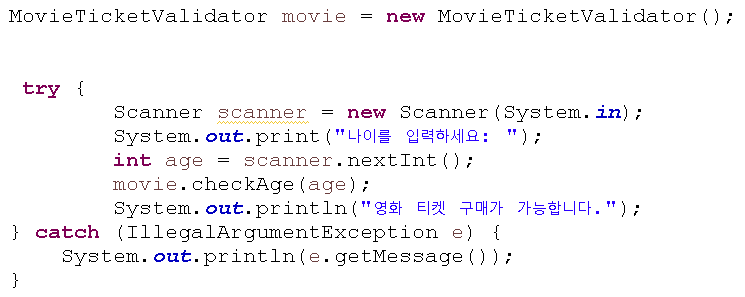 MovieTicketValidator movie = new MovieTicketValidator();
try {
Scanner scanner = new Scanner(System.in);
System.out.print("나이를 입력하세요: ");
int age = scanner.nextInt();
movie.checkAge(age);
System.out.println("영화 티켓 구매가 가능합니다.");
} catch (IllegalArgumentException e) {
System.out.println(e.getMessage());
}